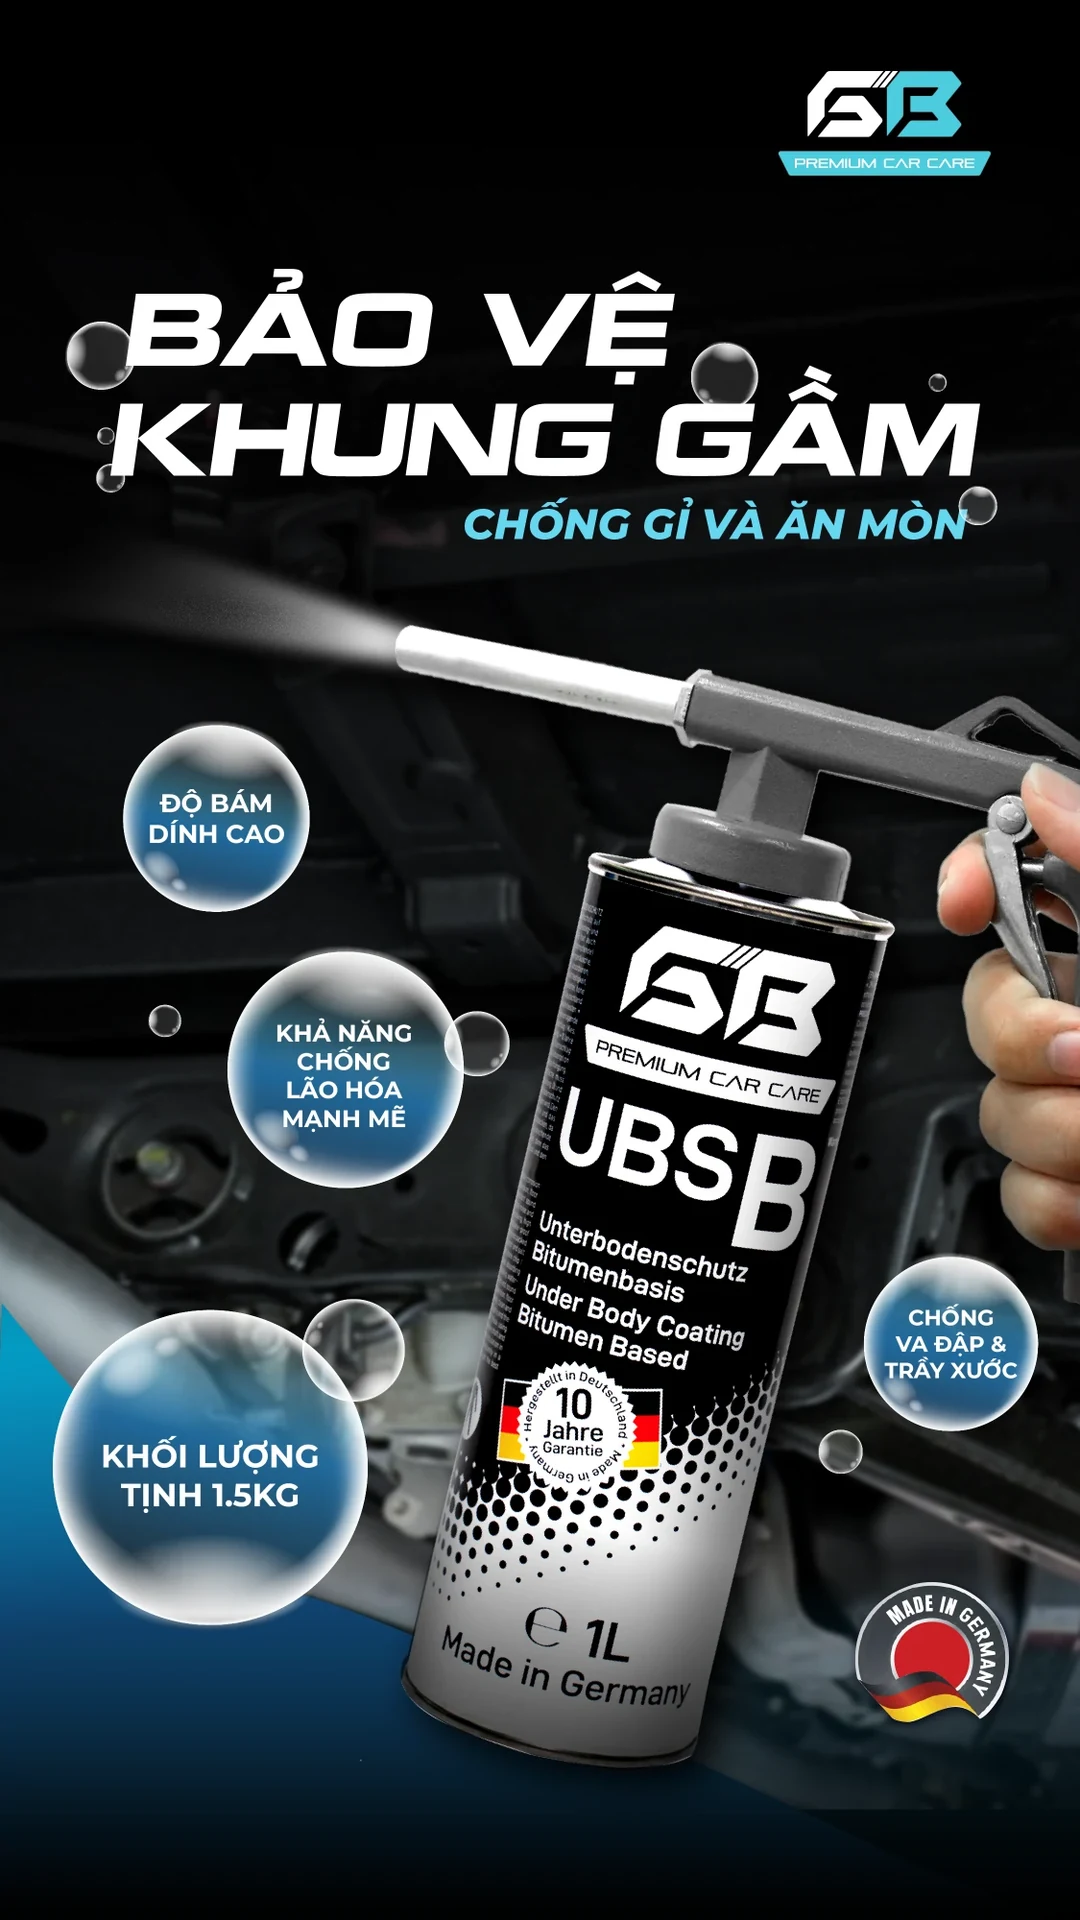 GB
PREMIUM CAR CARE
BẢO VỆ
KHUNG GẦM
CHỐNG GỈ VÀ ĂN MÒN
ĐỘ BÁM
DÍNH CAO
KHẢ NĂNG
CHỐNG
LÃO HÓA
MẠNH MẼ
KHỐI LƯỢNG
TỊNH 1.5KG
GB
PREMIUM CAR CARE
UBSB
Unterbodenschutz
Bitumenbasis
Under Body Coating
Bitumen Based
Hergestellt in Deutschland
10
Jahre
Garantie
Made in Germany
℮ 1L
Made in Germany
CHỐNG
VA ĐẬP &
TRẦY XƯỚC
MADE IN GERMANY